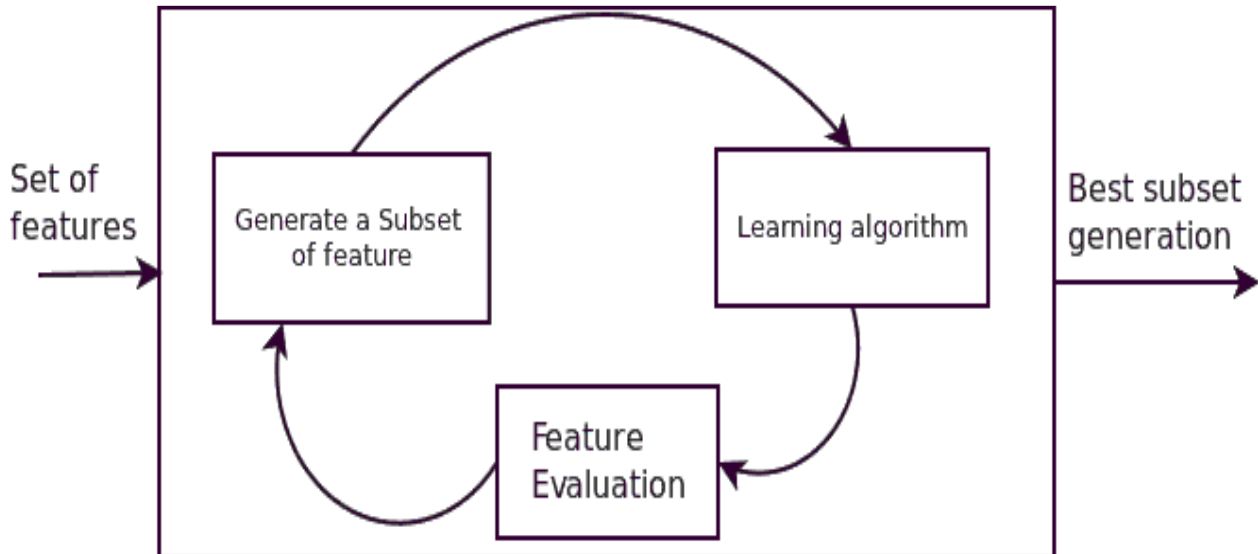 Set of
features
Generate a Subset
of feature
Learning algorithm
Feature
Evaluation
Best subset
generation